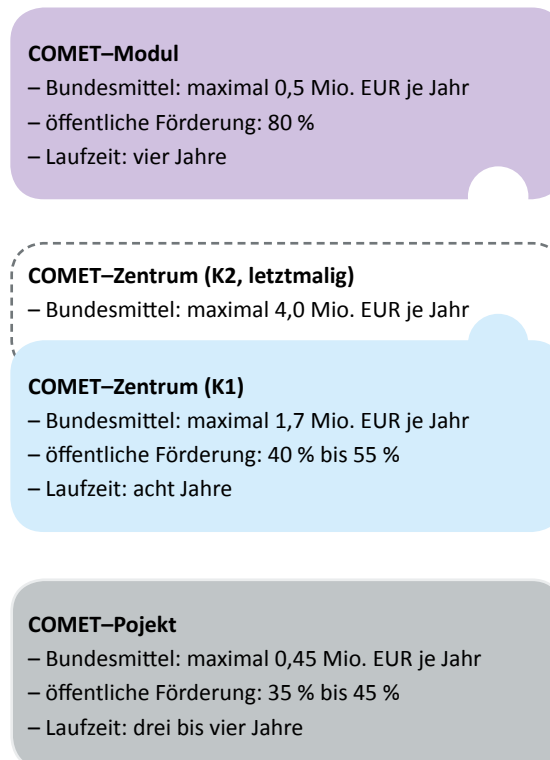 COMET–Modul
– Bundesmittel: maximal 0,5 Mio. EUR je Jahr
– öffentliche Förderung: 80 %
– Laufzeit: vier Jahre
COMET–Zentrum (K2, letztmalig)
– Bundesmittel: maximal 4,0 Mio. EUR je Jahr
COMET–Zentrum (K1)
– Bundesmittel: maximal 1,7 Mio. EUR je Jahr
– öffentliche Förderung: 40 % bis 55 %
– Laufzeit: acht Jahre
COMET–Pojekt
– Bundesmittel: maximal 0,45 Mio. EUR je Jahr
– öffentliche Förderung: 35 % bis 45 %
– Laufzeit: drei bis vier Jahre